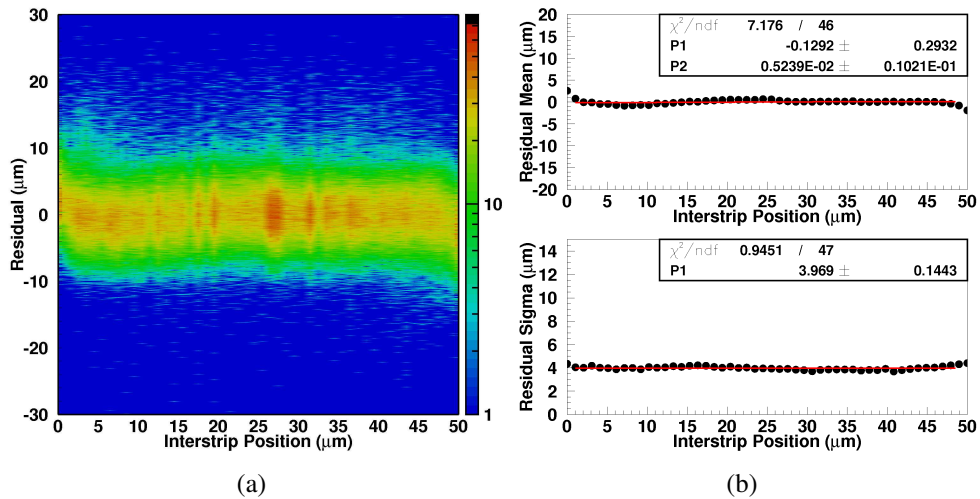 Residual (μm)
30
20
10
0
-10
-20
-30
0 5 10 15 20 25 30 35 40 45 50
Interstrip Position (μm)
10
1
(a)
Residual Mean (μm)
20
15
10
5
0
-5
-10
-15
-20
χ²/ndf 7.176 / 46
P1 -0.1292 ± 0.2932
P2 0.5239E-02 ± 0.1021E-01
0 5 10 15 20 25 30 35 40 45 50
Interstrip Position (μm)
Residual Sigma (μm)
14
12
10
8
6
4
2
0
χ²/ndf 0.9451 / 47
P1 3.969 ± 0.1443
0 5 10 15 20 25 30 35 40 45 50
Interstrip Position (μm)
(b)